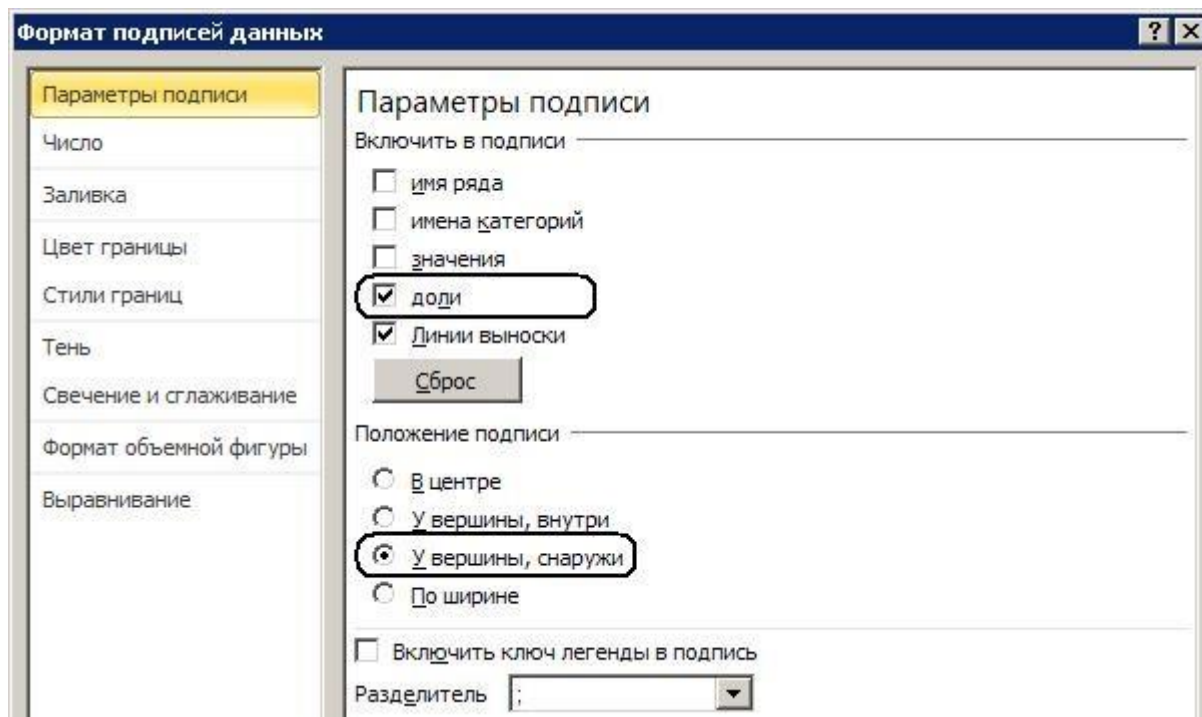 Формат подписей данных
Параметры подписи
Число
Заливка
Цвет границы
Стили границ
Тень
Свечение и сглаживание
Формат объемной фигуры
Выравнивание
Параметры подписи
Включить в подписи
имя ряда
имена категорий
значения
доли
Линии выноски
Сброс
Положение подписи
В центре
У вершины, внутри
У вершины, снаружи
По ширине
Включить ключ легенды в подпись
Разделитель ;